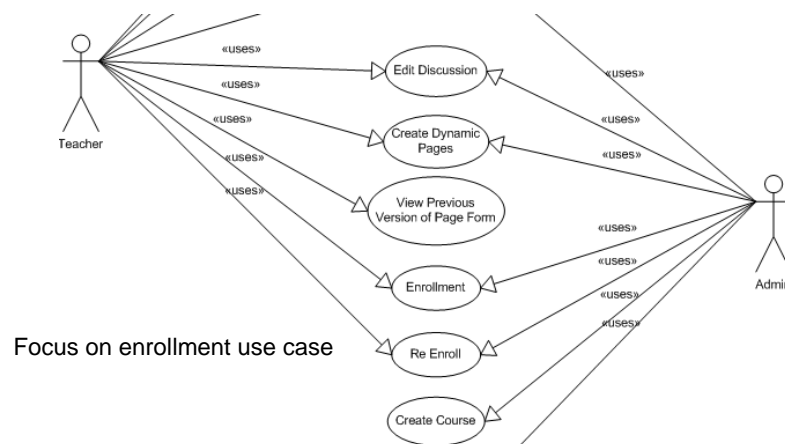 «uses»
«uses»
Edit Discussion
«uses»
«uses»
Teacher
«uses»
Create Dynamic
Pages
«uses»
«uses»
«uses»
View Previous
Version of Page Form
«uses»
«uses»
Admin
Enrollment
«uses»
Focus on enrollment use case
Re Enroll
«uses»
Create Course